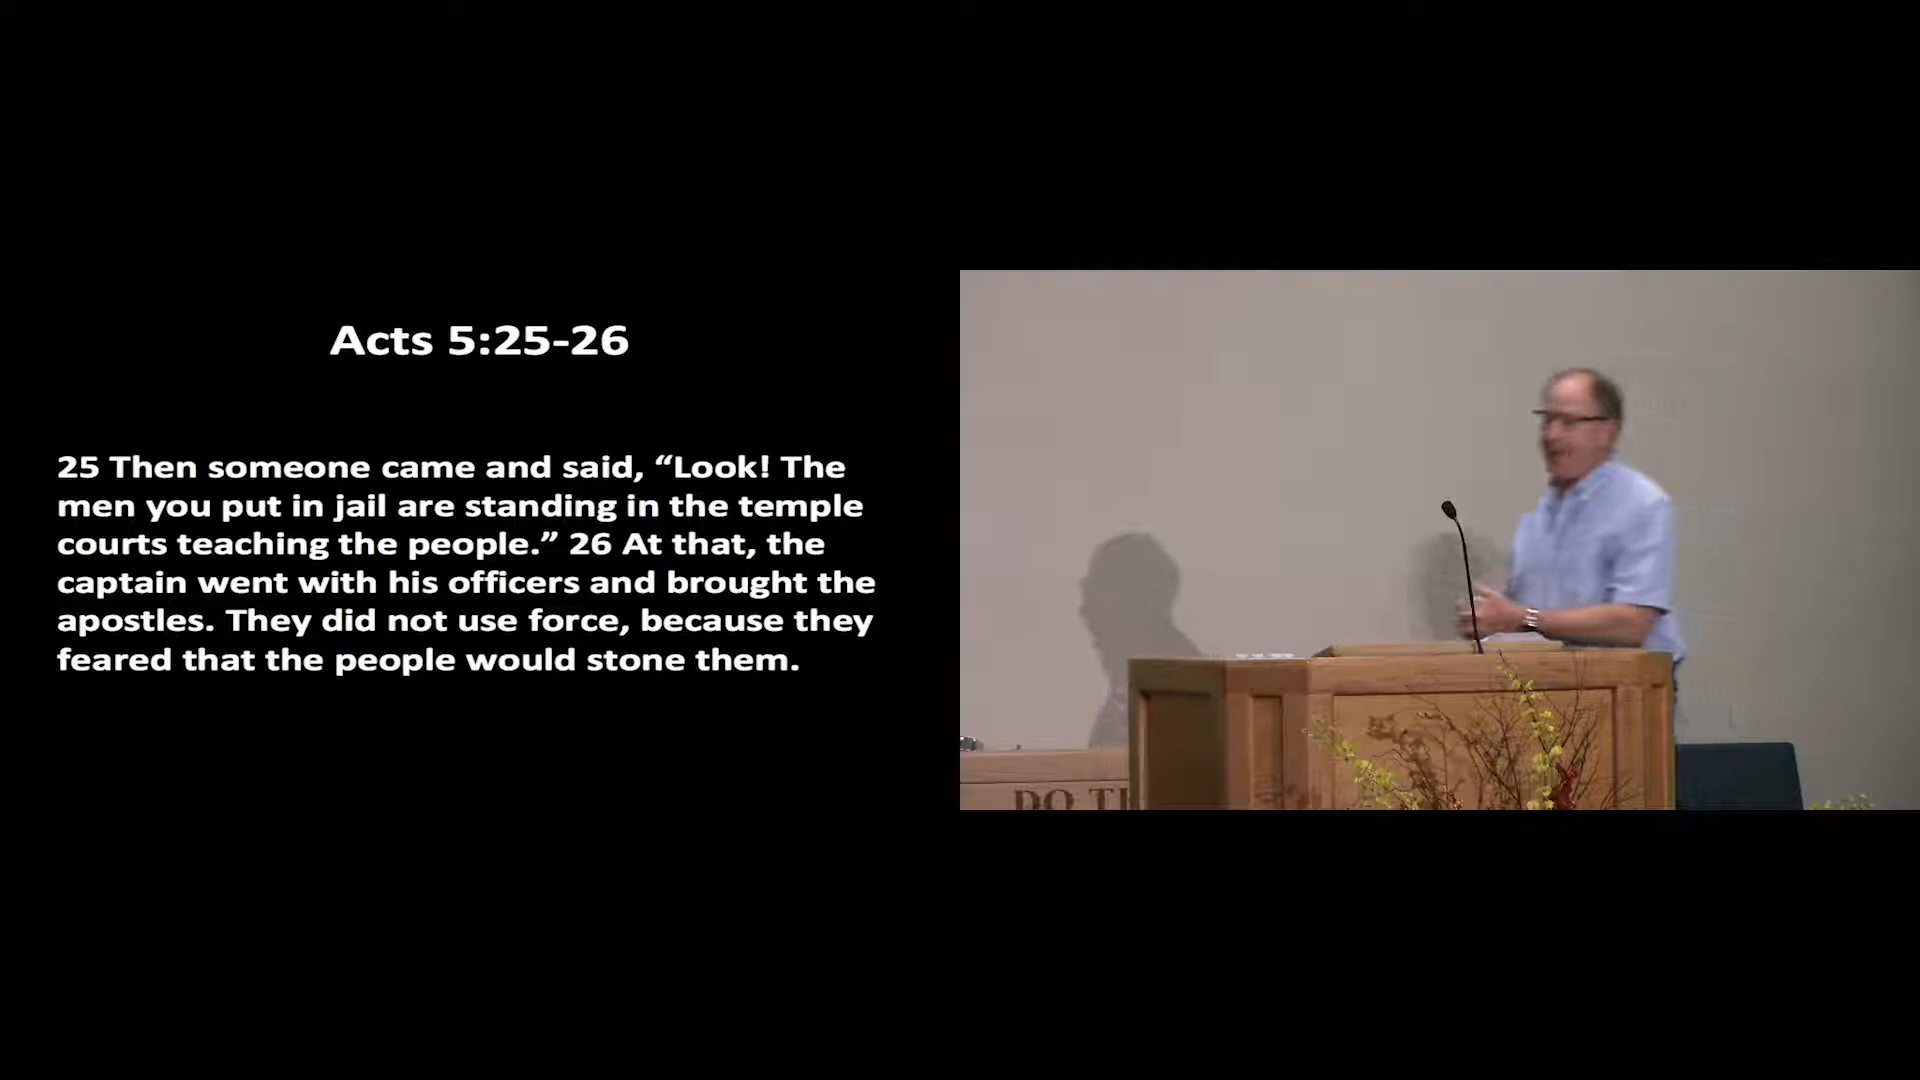 Acts 5:25-26
25 Then someone came and said, “Look! The
men you put in jail are standing in the temple
courts teaching the people.” 26 At that, the
captain went with his officers and brought the
apostles. They did not use force, because they
feared that the people would stone them.
DO